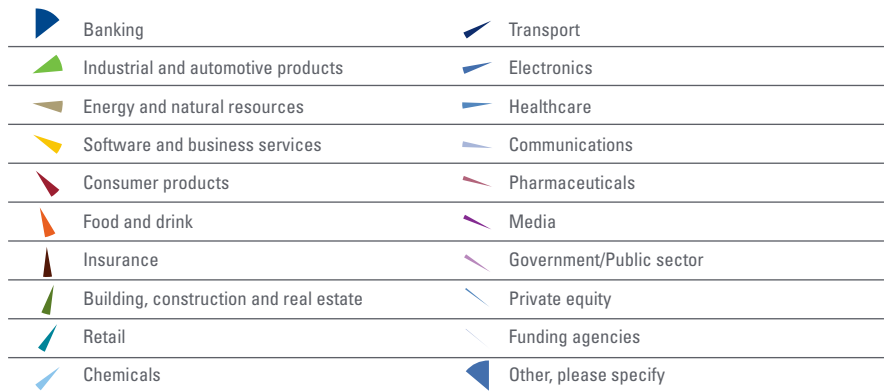 Banking
Industrial and automotive products
Energy and natural resources
Software and business services
Consumer products
Food and drink
Insurance
Building, construction and real estate
Retail
Chemicals
Transport
Electronics
Healthcare
Communications
Pharmaceuticals
Media
Government/Public sector
Private equity
Funding agencies
Other, please specify